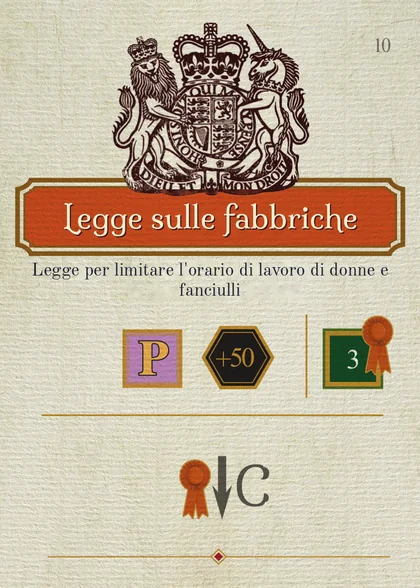 10
DIEU ET MON DROIT
Legge sulle fabbriche
Legge per limitare l'orario di lavoro di donne e
fanciulli
P +50 3
C